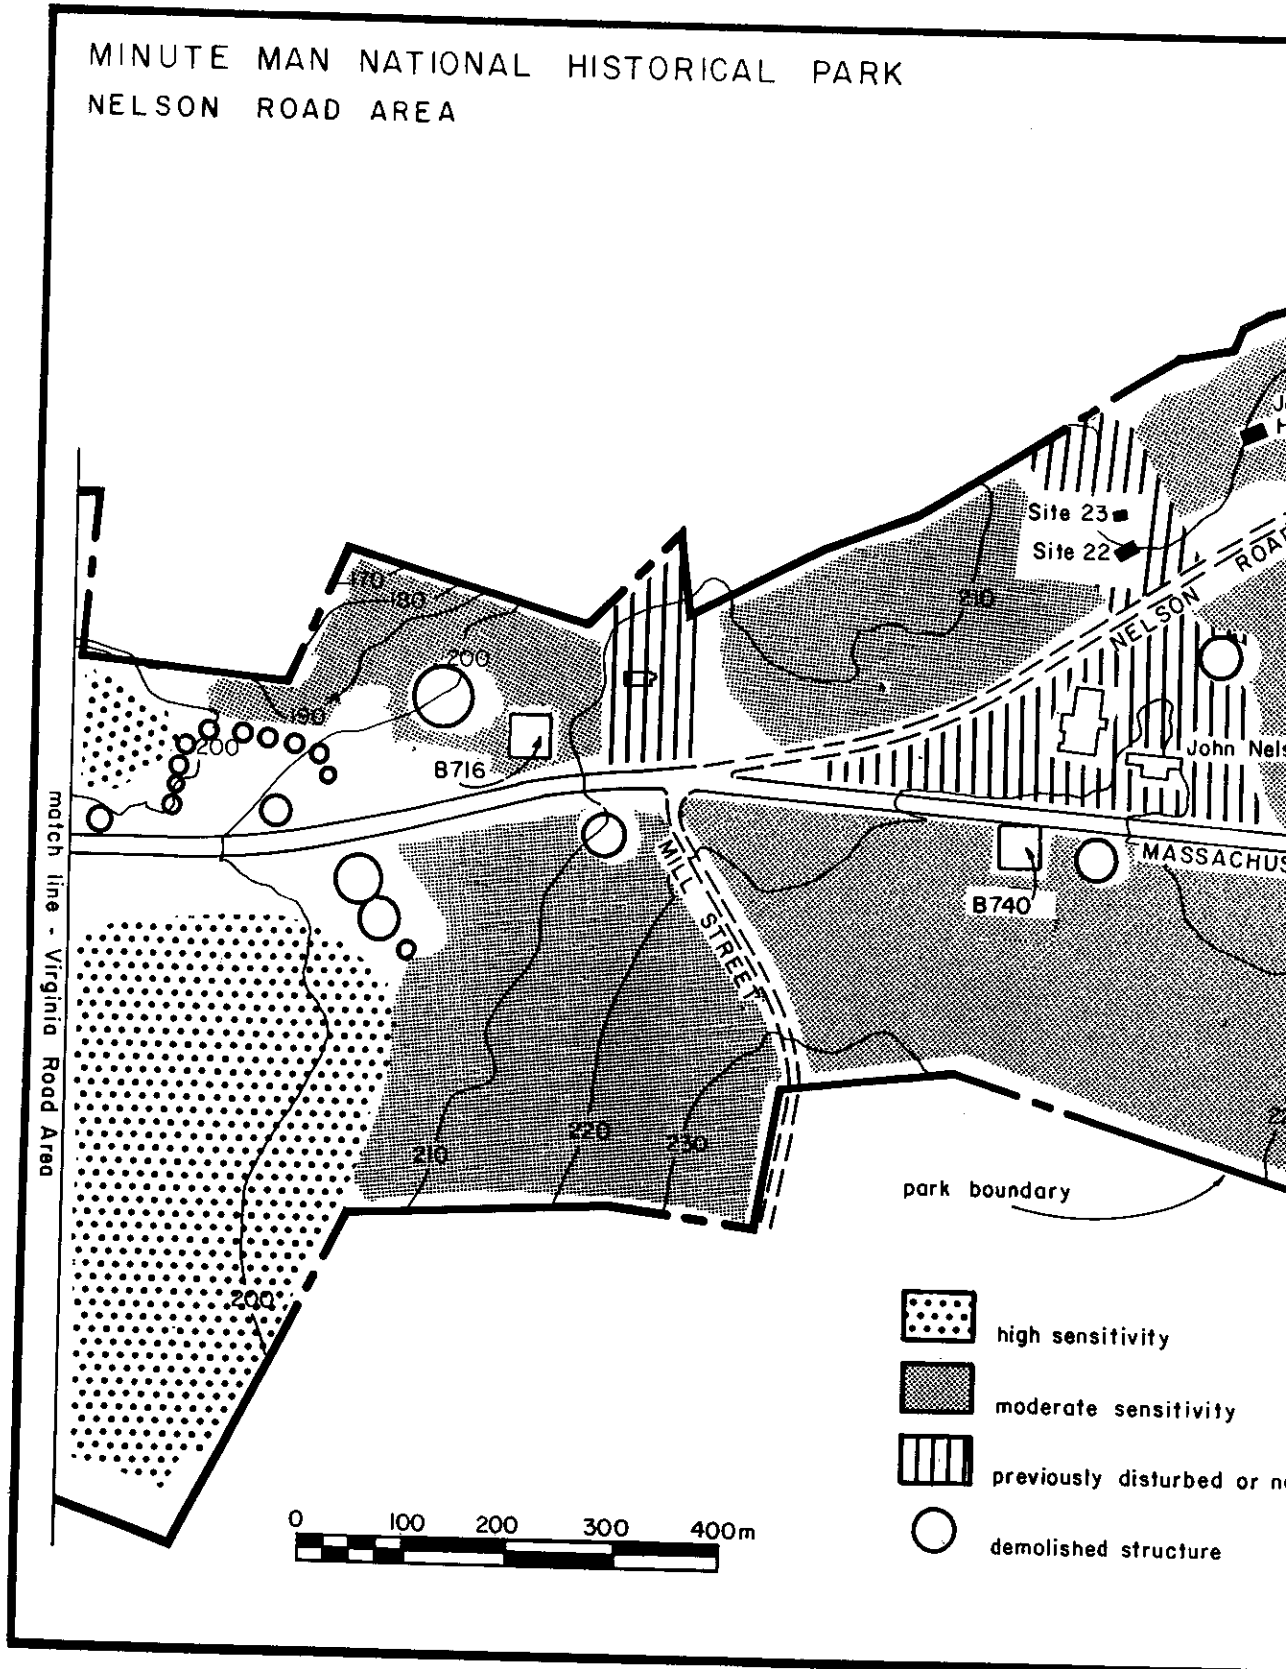 MINUTE MAN NATIONAL HISTORICAL PARK
NELSON ROAD AREA
J
H
Site 23
Site 22
NELSON ROAD
170
180
190
200
200
210
B716
John Nels
MILL STREET
MASSACHUS
B740
match line - Virginia Road Area
210
220
230
200
park boundary
high sensitivity
moderate sensitivity
previously disturbed or
demolished structure
0 100 200 300 400m